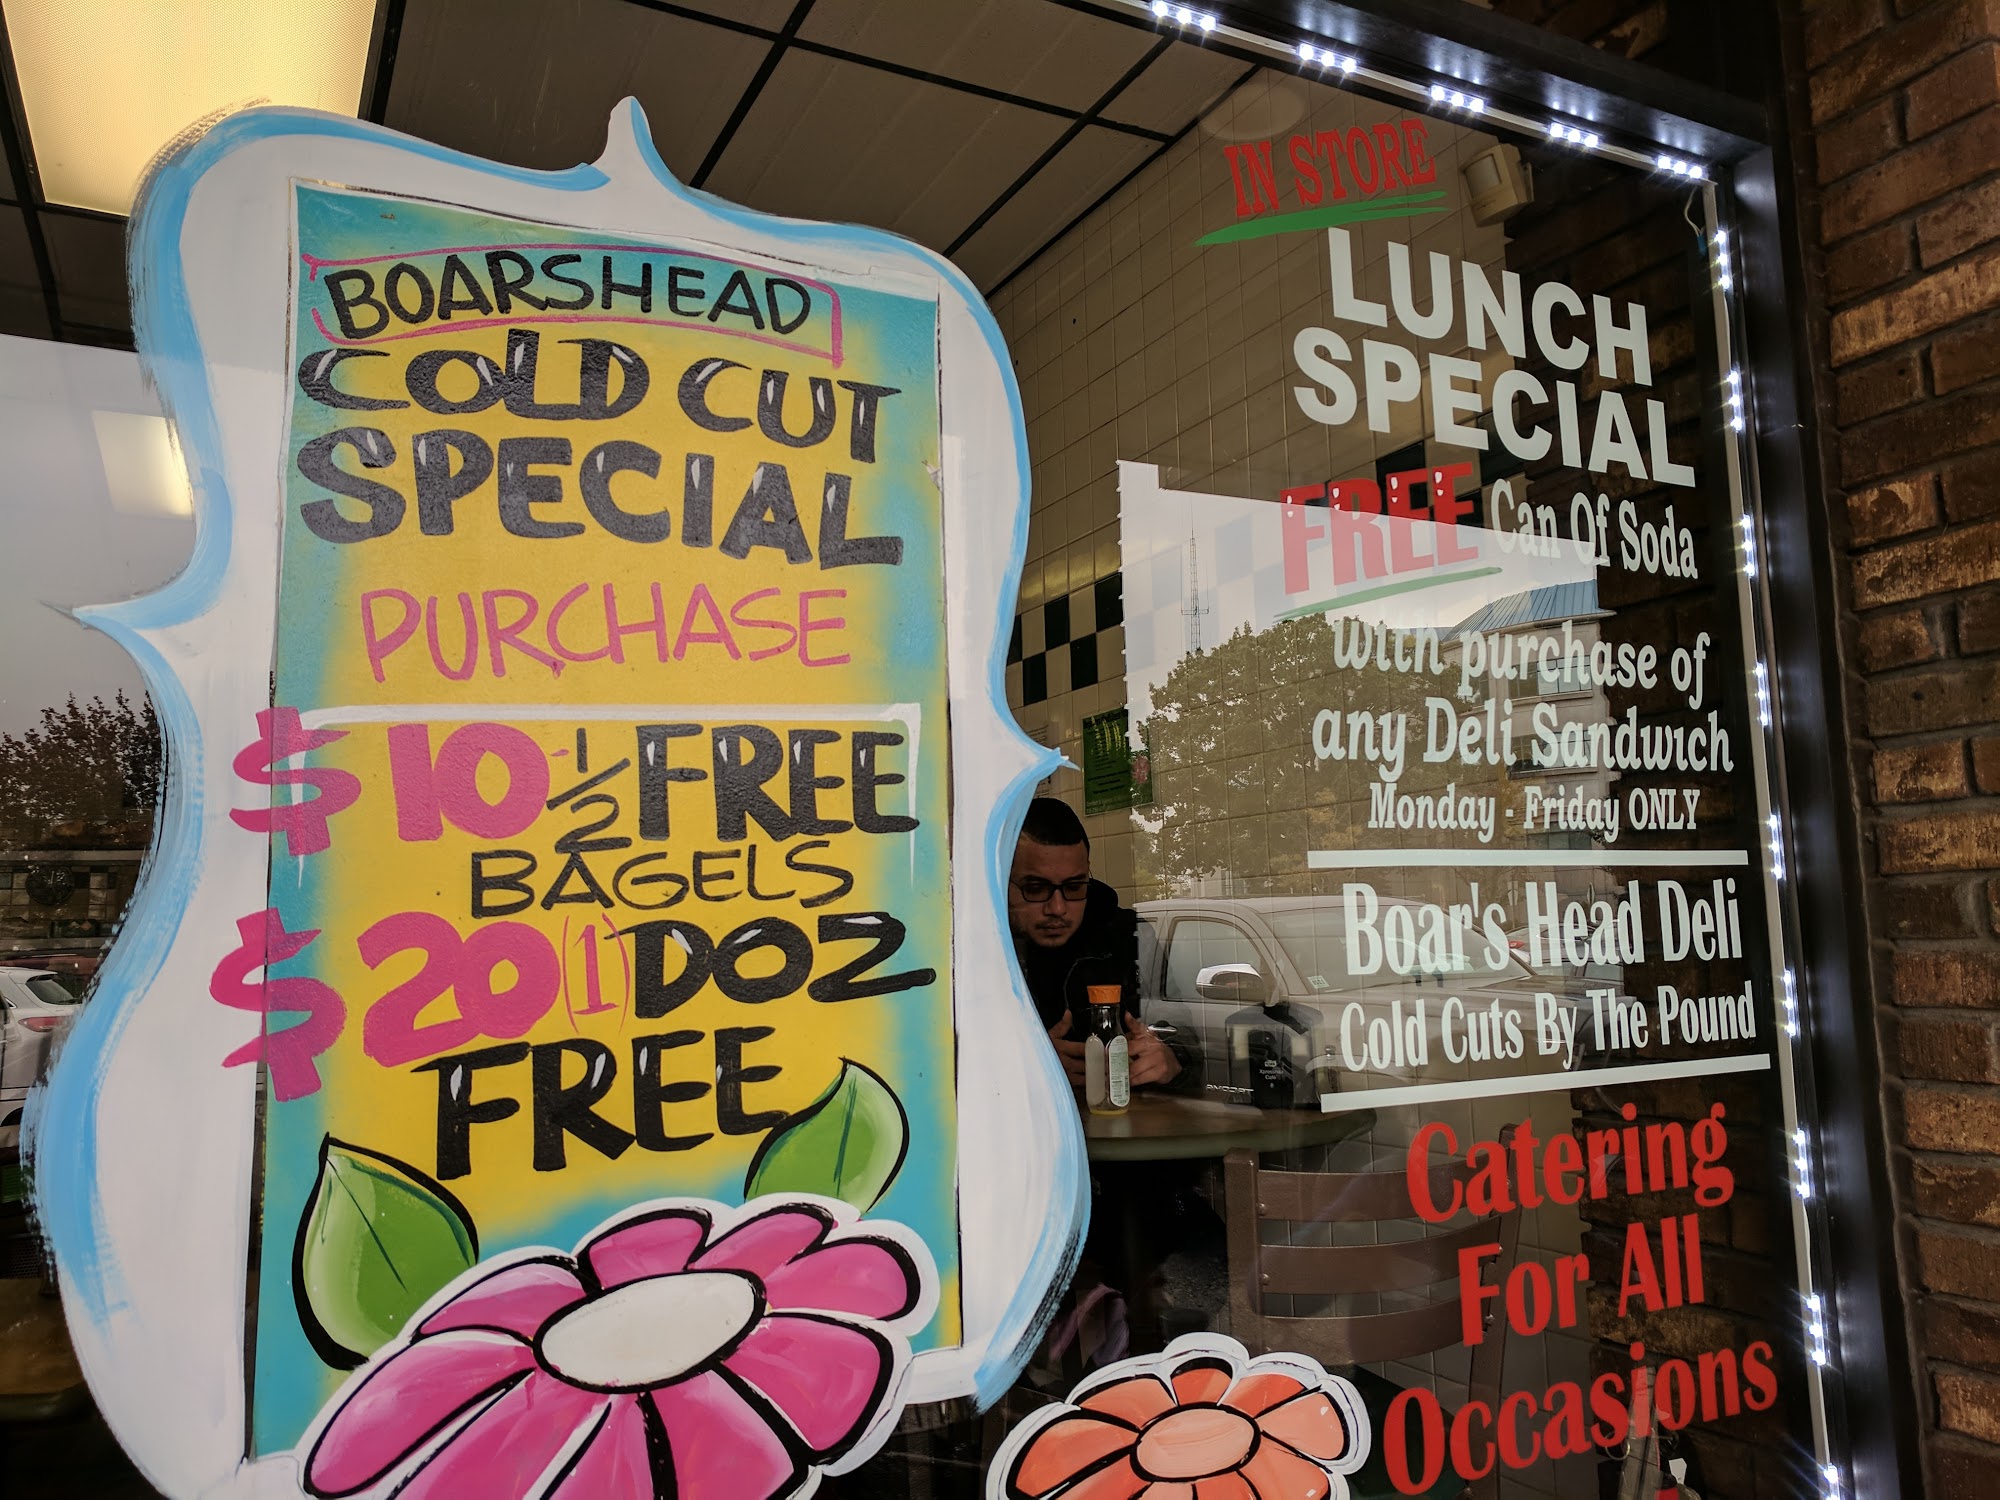 BOARSHEAD
COLD CUT
SPECIAL
PURCHASE
$10 1/2 FREE
BAGELS
$20 (1) DOZ
FREE
IN STORE
LUNCH
SPECIAL
FREE Can Of Soda
with purchase of
any Deli Sandwich
Monday - Friday ONLY
Boar's Head Deli
Cold Cuts By The Pound
Catering
For All
Occasions